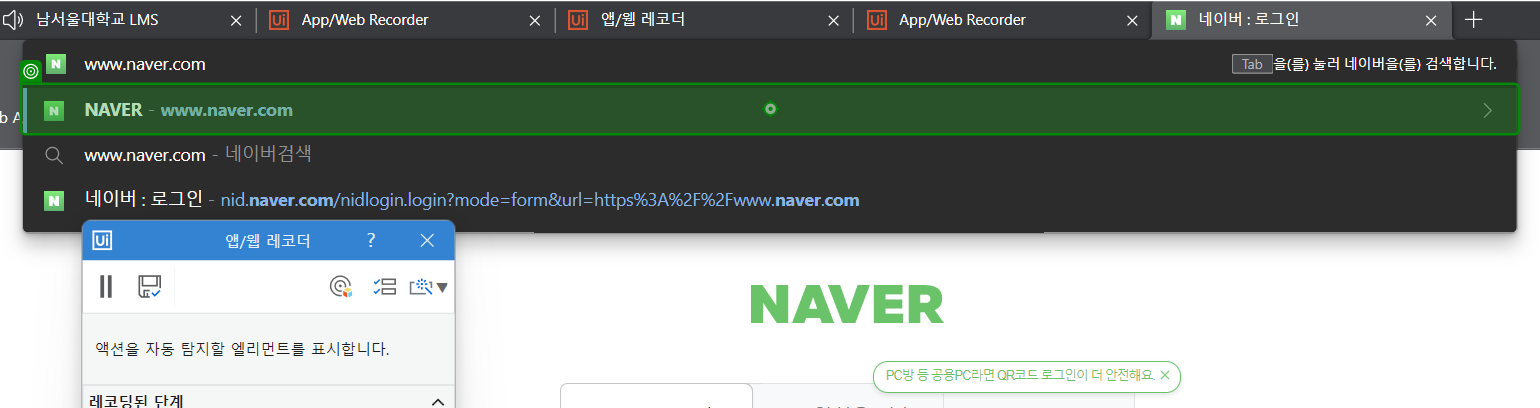 남서울대학교 LMS
App/Web Recorder
앱/웹 레코더
App/Web Recorder
네이버 : 로그인
www.naver.com
Tab을(를) 눌러 네이버을(를) 검색합니다.
NAVER - www.naver.com
b A
www.naver.com - 네이버검색
네이버 : 로그인 - nid.naver.com/nidlogin.login?mode=form&url=https%3A%2F%2Fwww.naver.com
Ui 앱/웹 레코더 ?
액션을 자동 탐지할 엘리먼트를 표시합니다.
레코딩된 단계
NAVER
PC방 등 공용PC라면 QR코드 로그인이 더 안전해요.